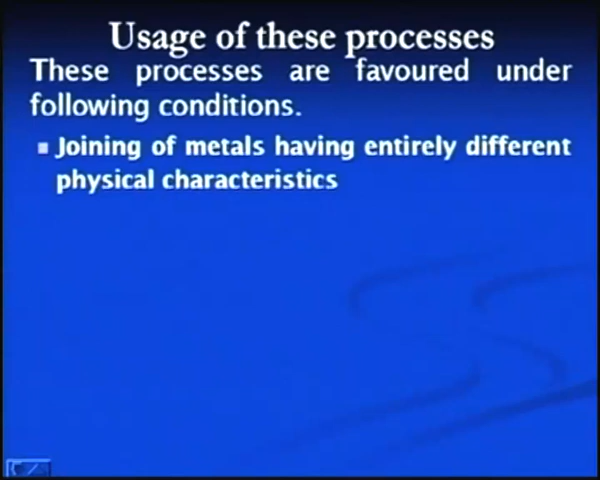 Usage of these processes
These processes are favoured under
following conditions.
Joining of metals having entirely different
physical characteristics